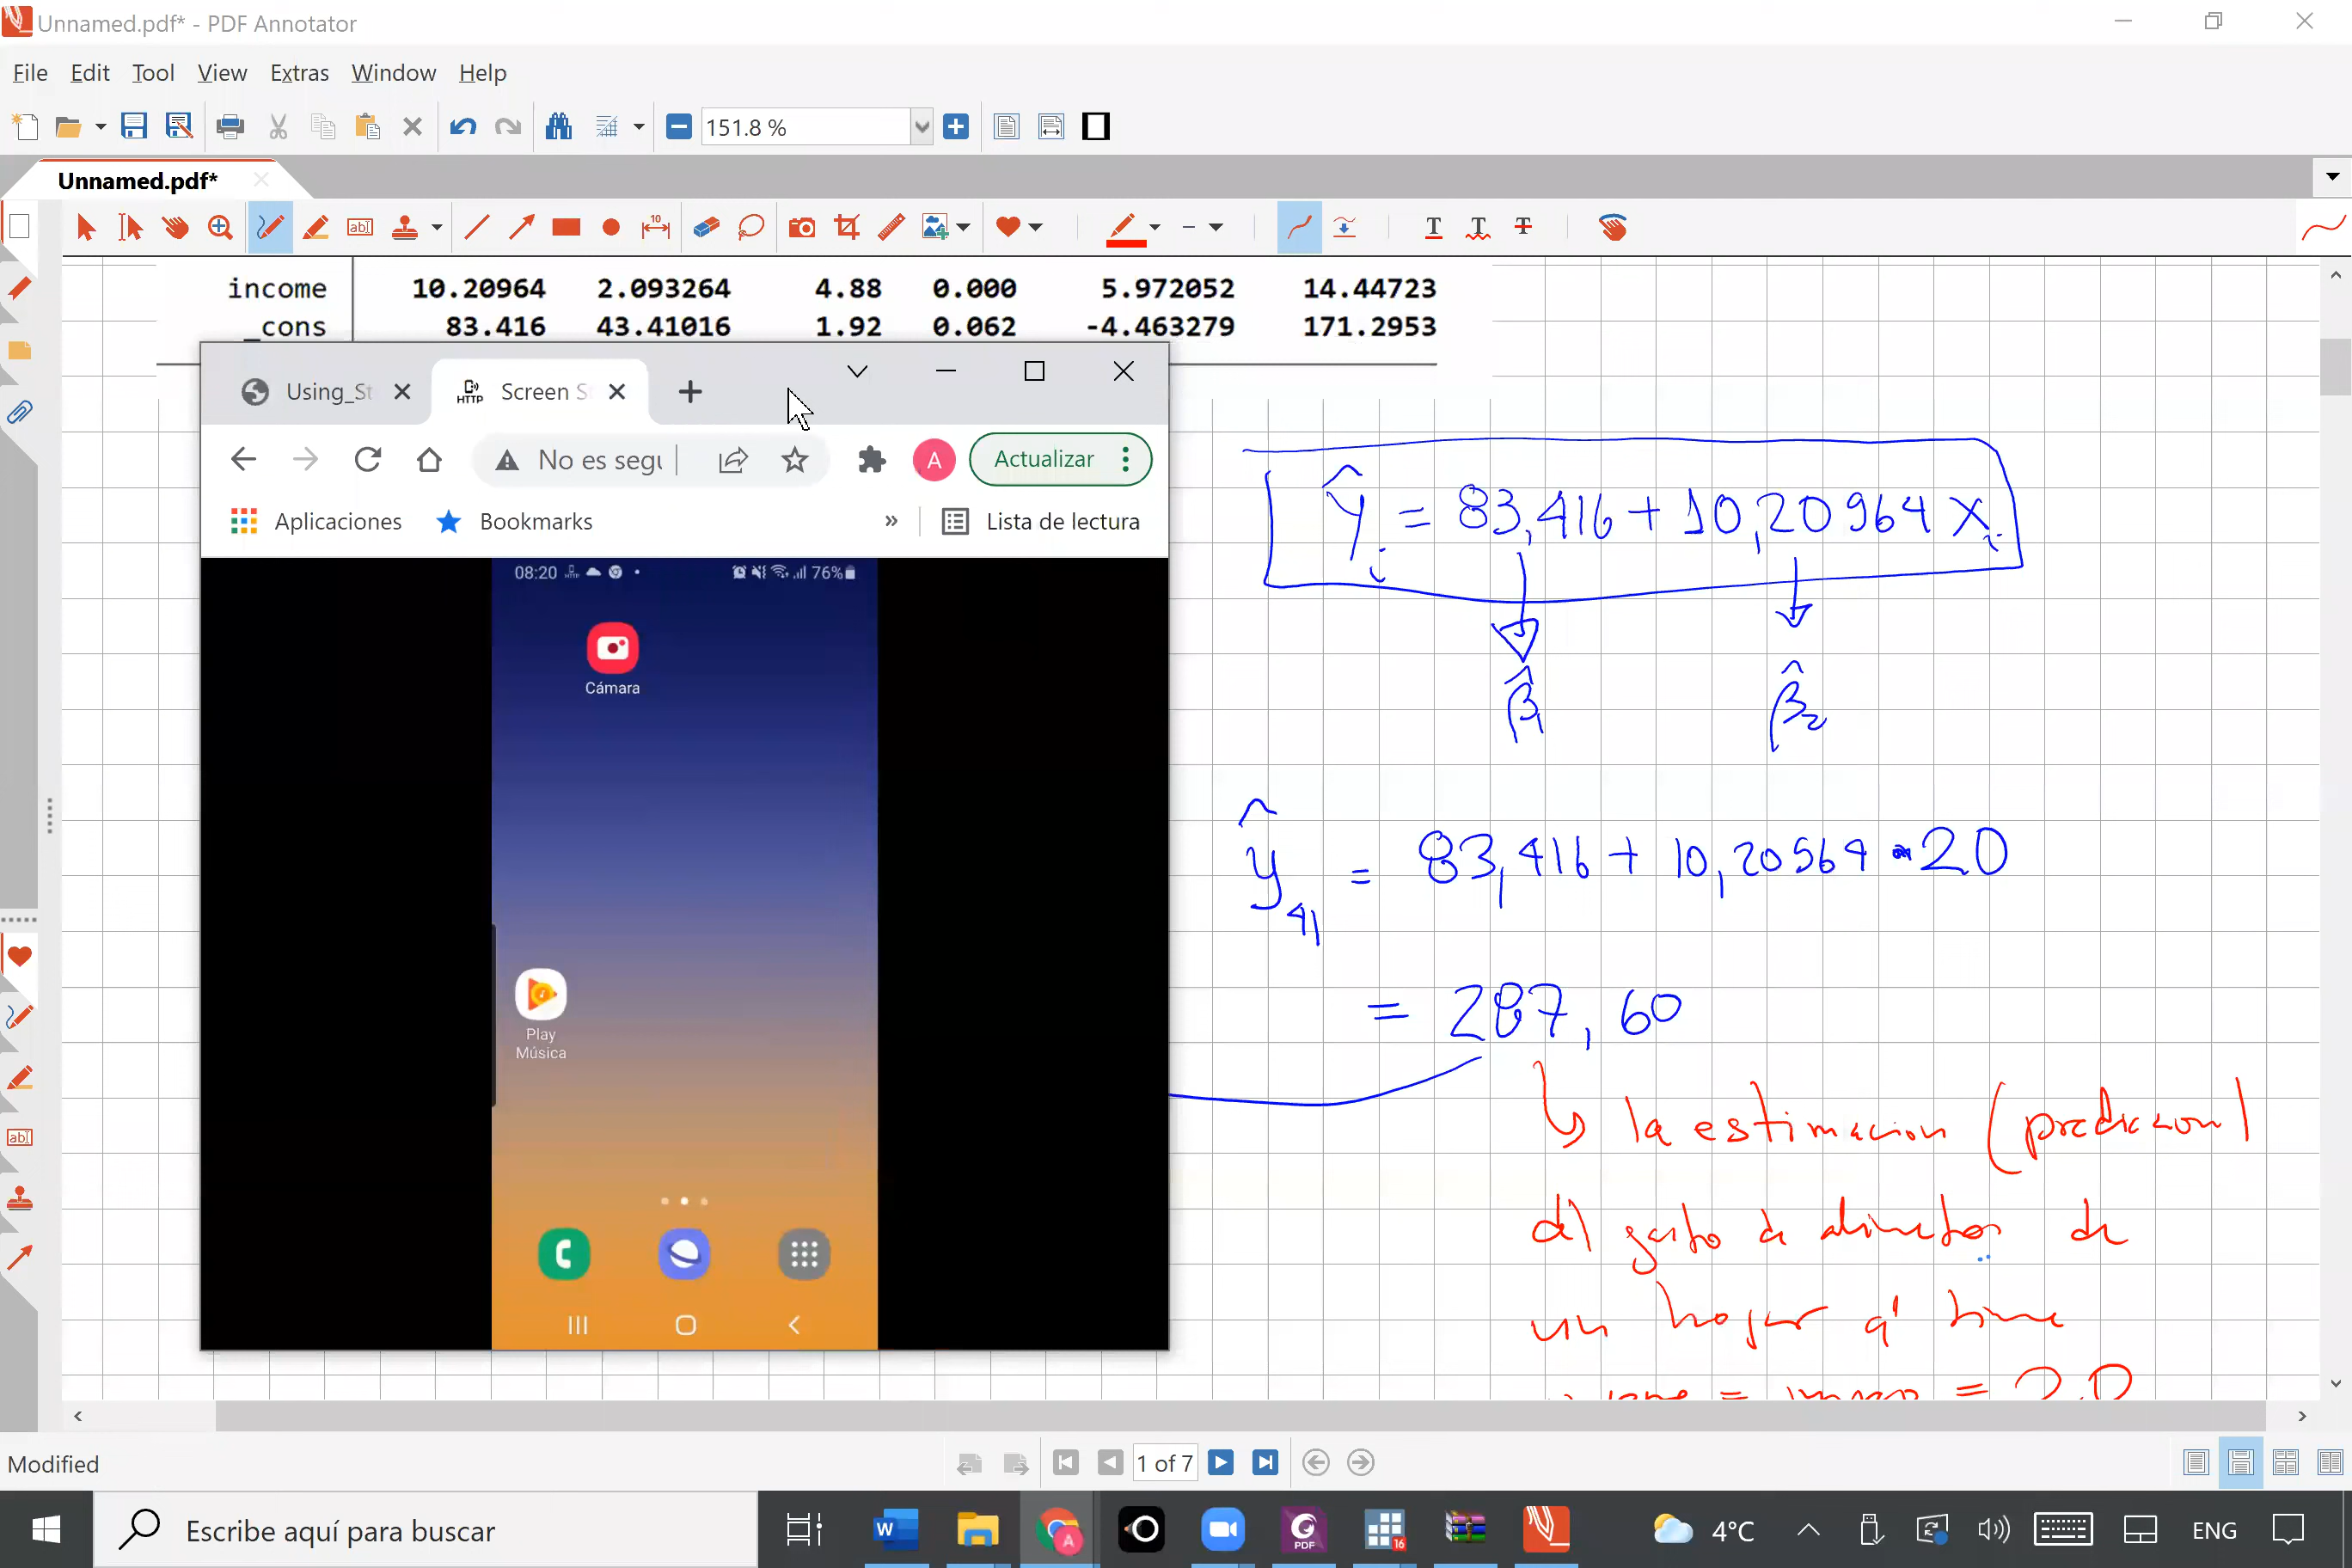 Unnamed.pdf* - PDF Annotator
File Edit Tool View Extras Window Help
151.8 %
Unnamed.pdf*
income 10.20964 2.093264 4.88 0.000 5.972052 14.44723
_cons 83.416 43.41016 1.92 0.062 -4.463279 171.2953
Using_St
Screen S
No es segu
A
Actualizar
Aplicaciones
Bookmarks
»
Lista de lectura
08:20
76%
Cámara
Play
Música
Ŷi = 83,416 + 10,20964 Xi
β̂1 β̂2
ŷ41 = 83,416 + 10,20964 · 20
= 287,60
la estimacion (prediccion)
dl gasto de alimentos de
un hogar q' tiene
= 20
Modified
1 of 7
Escribe aquí para buscar
4°C
ENG